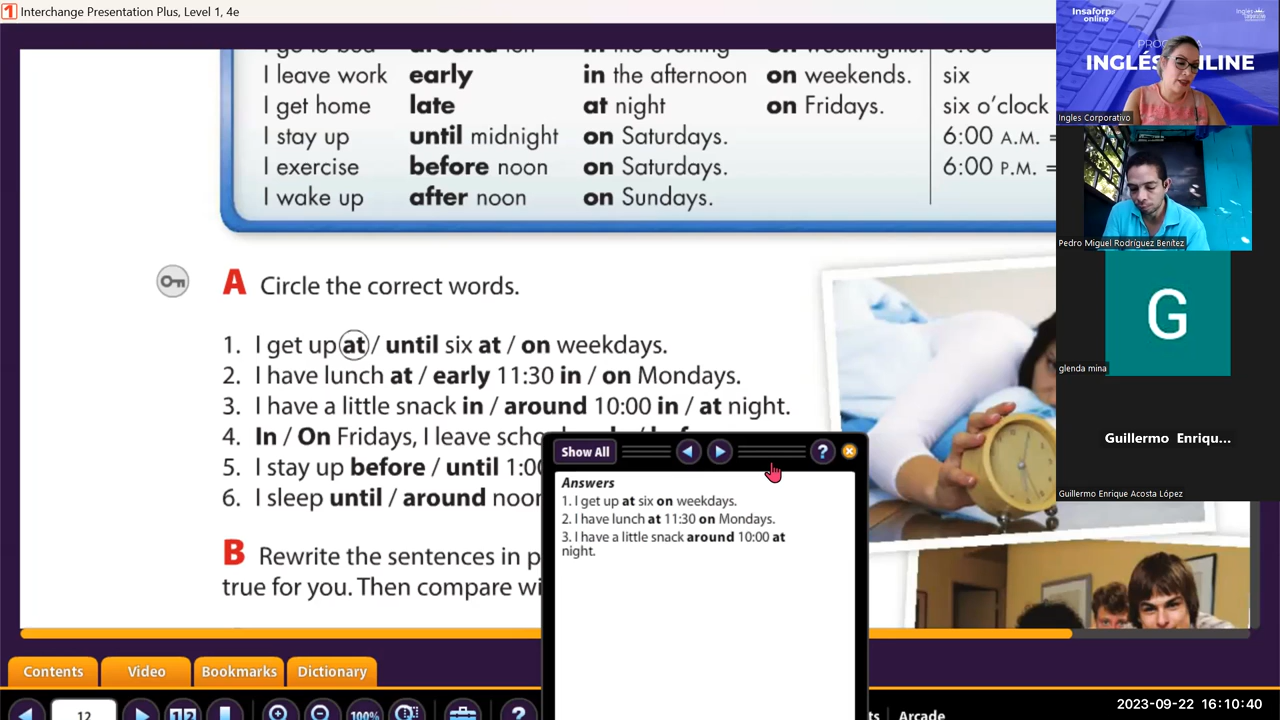 Interchange Presentation Plus, Level 1, 4e
I leave work early in the afternoon on weekends. six
I get home late at night on Fridays. six o'clock
I stay up until midnight on Saturdays. 6:00 A.M. =
I exercise before noon on Saturdays. 6:00 P.M. =
I wake up after noon on Sundays.
A Circle the correct words.
1. I get up at / until six at / on weekdays.
2. I have lunch at / early 11:30 in / on Mondays.
3. I have a little snack in / around 10:00 in / at night.
4. In / On Fridays, I leave
5. I stay up before / until 1:00
6. I sleep until / around noon
B Rewrite the sentences in
true for you. Then compare
Show All
?
Answers
1. I get up at six on weekdays.
2. I have lunch at 11:30 on Mondays.
3. I have a little snack around 10:00 at
night.
Contents Video Bookmarks Dictionary
12
100%
?
Arcade
Insaforp
online
Inglés
INGLÉS ONLINE
Ingles Corporativo
Pedro Miguel Rodríguez Benítez
G
glenda mina
Guillermo Enriqu...
Guillermo Enrique Acosta López
2023-09-22 16:10:40